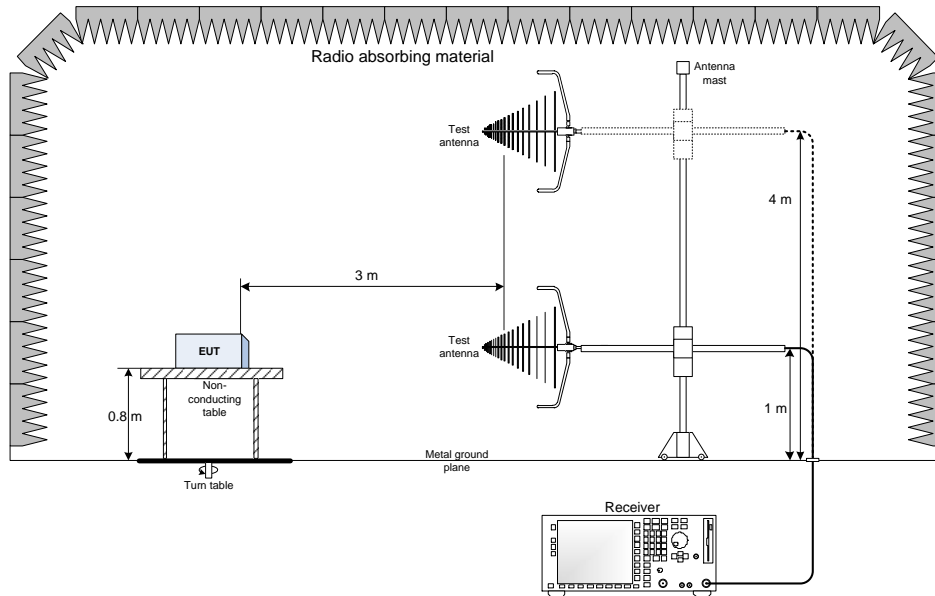 Radio absorbing material
Antenna
mast
Test
antenna
4 m
3 m
Test
antenna
EUT
Non-
conducting
table
0.8 m
1 m
Metal ground
plane
Turn table
Receiver